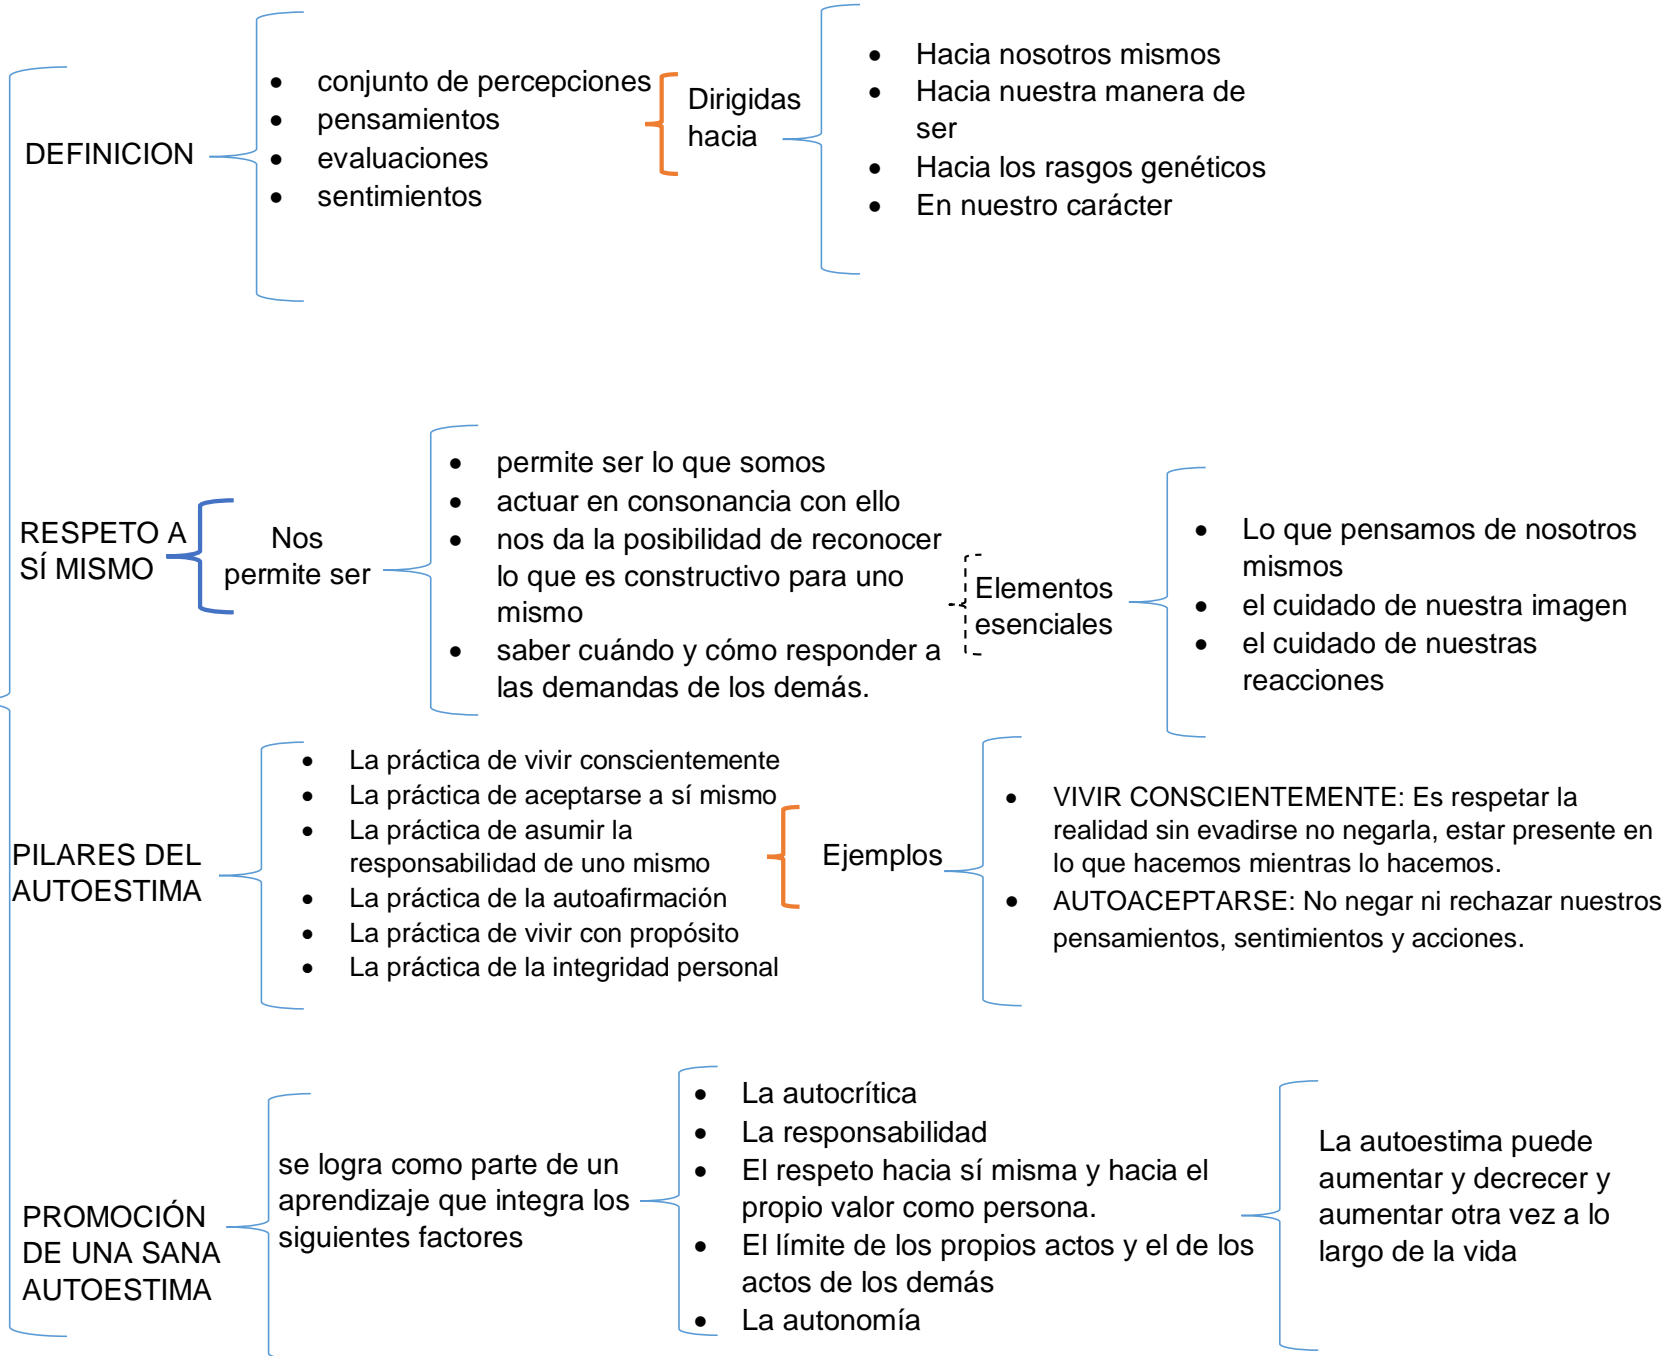 DEFINICION
• conjunto de percepciones
• pensamientos
• evaluaciones
• sentimientos
Dirigidas
hacia
• Hacia nosotros mismos
• Hacia nuestra manera de
ser
• Hacia los rasgos genéticos
• En nuestro carácter
RESPETO A
SÍ MISMO
Nos
permite ser
• permite ser lo que somos
• actuar en consonancia con ello
• nos da la posibilidad de reconocer
lo que es constructivo para uno
mismo
• saber cuándo y cómo responder a
las demandas de los demás.
Elementos
esenciales
• Lo que pensamos de nosotros
mismos
• el cuidado de nuestra imagen
• el cuidado de nuestras
reacciones
PILARES DEL
AUTOESTIMA
• La práctica de vivir conscientemente
• La práctica de aceptarse a sí mismo
• La práctica de asumir la
responsabilidad de uno mismo
• La práctica de la autoafirmación
• La práctica de vivir con propósito
• La práctica de la integridad personal
Ejemplos
• VIVIR CONSCIENTEMENTE: Es respetar la
realidad sin evadirse no negarla, estar presente en
lo que hacemos mientras lo hacemos.
• AUTOACEPTARSE: No negar ni rechazar nuestros
pensamientos, sentimientos y acciones.
PROMOCIÓN
DE UNA SANA
AUTOESTIMA
se logra como parte de un
aprendizaje que integra los
siguientes factores
• La autocrítica
• La responsabilidad
• El respeto hacia sí misma y hacia el
propio valor como persona.
• El límite de los propios actos y el de los
actos de los demás
• La autonomía
La autoestima puede
aumentar y decrecer y
aumentar otra vez a lo
largo de la vida